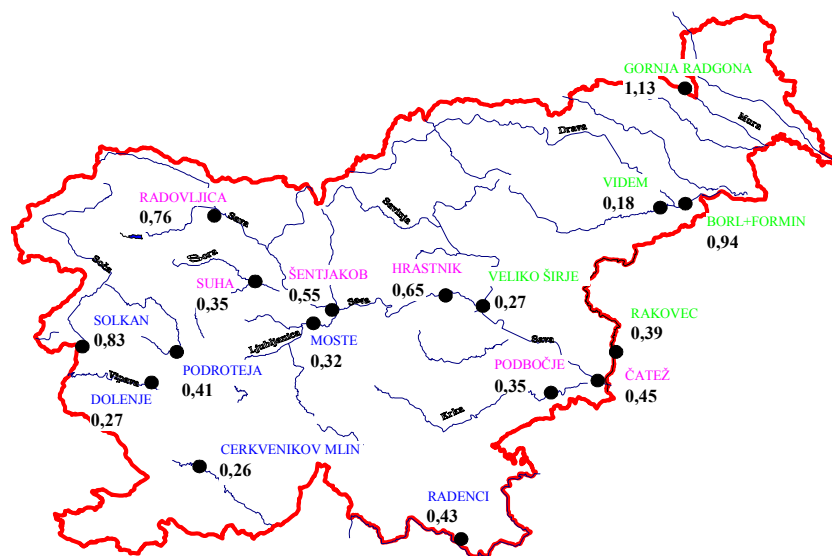 GORNJA RADGONA
1,13
Mura
Drava
VIDEM
0,18
BORL+FORMIN
0,94
RADOVLJICA
0,76
Sava
Savinja
Sora
Soča
SUHA
0,35
ŠENTJAKOB
0,55
Sava
HRASTNIK
0,65
VELIKO ŠIRJE
0,27
SOLKAN
0,83
Ljubljanica
MOSTE
0,32
Sava
RAKOVEC
0,39
PODROTEJA
0,41
Vipava
DOLENJE
0,27
PODBOČJE
0,35
ČATEŽ
0,45
Krka
CERKVENIKOV MLIN
0,26
RADENCI
0,43